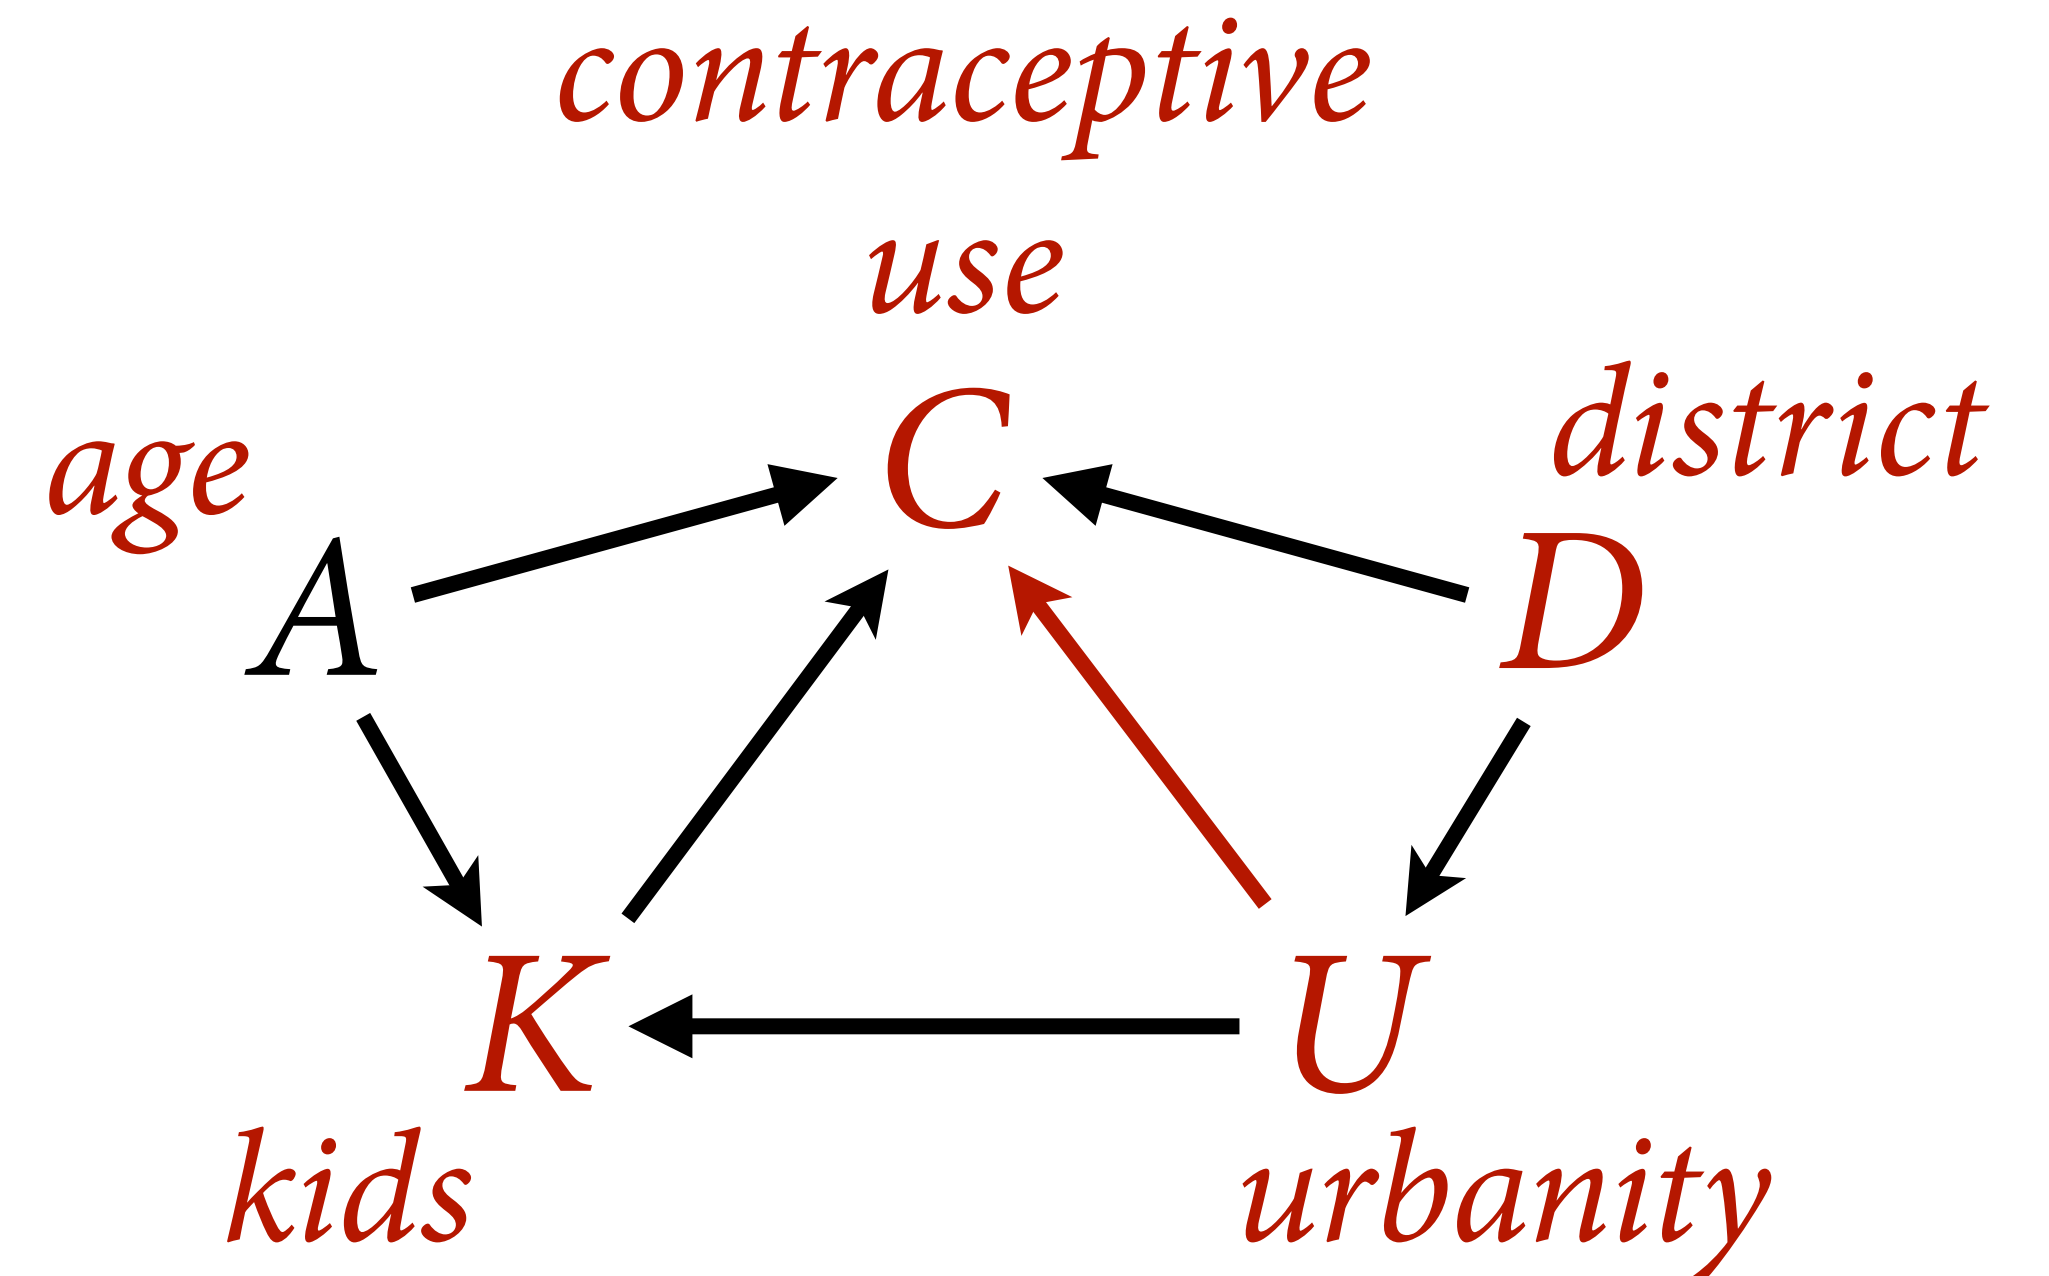 contraceptive
use
C
age
district
A
D
K
U
kids
urbanity